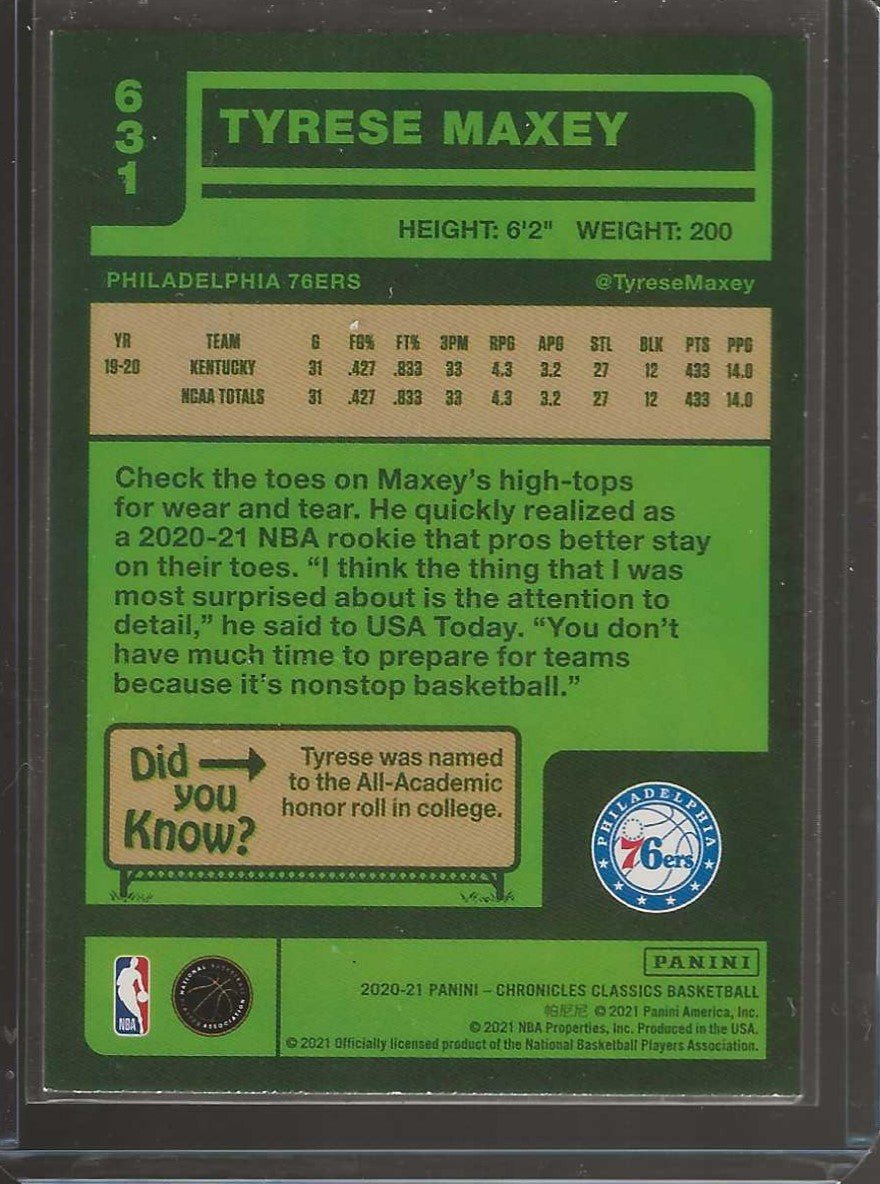 631
TYRESE MAXEY
HEIGHT: 6'2" WEIGHT: 200
PHILADELPHIA 76ERS @TyreseMaxey
YR TEAM G FG% FT% 3PM RPG APG STL BLK PTS PPG
19-20 KENTUCKY 31 .427 .833 33 4.3 3.2 27 12 433 14.0
NCAA TOTALS 31 .427 .833 33 4.3 3.2 27 12 433 14.0
Check the toes on Maxey's high-tops
for wear and tear. He quickly realized as
a 2020-21 NBA rookie that pros better stay
on their toes. “I think the thing that I was
most surprised about is the attention to
detail,” he said to USA Today. “You don't
have much time to prepare for teams
because it's nonstop basketball.”
Did
you
Know?
Tyrese was named
to the All-Academic
honor roll in college.
PHILADELPHIA
76ers
NBA
NATIONAL BASKETBALL
PLAYERS ASSOCIATION
PANINI
2020-21 PANINI – CHRONICLES CLASSICS BASKETBALL
帕尼尼 © 2021 Panini America, Inc.
© 2021 NBA Properties, Inc. Produced in the USA.
© 2021 Officially licensed product of the National Basketball Players Association.